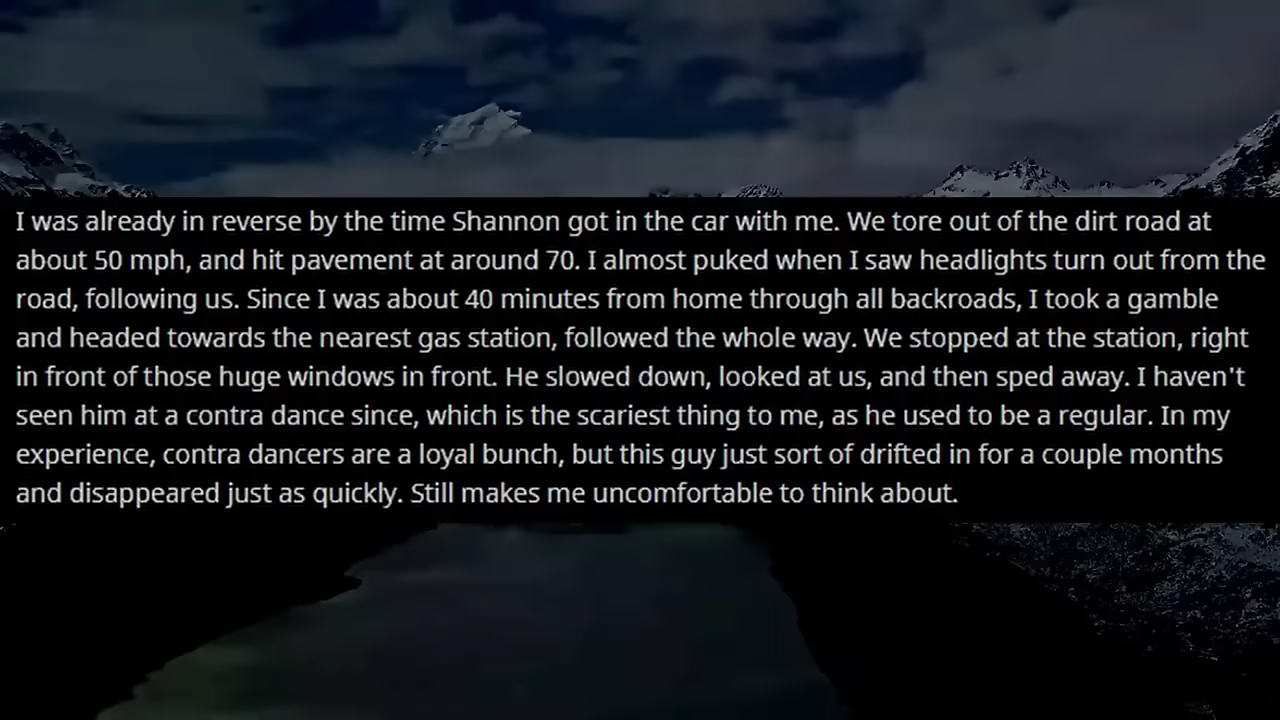 I was already in reverse by the time Shannon got in the car with me. We tore out of the dirt road at
about 50 mph, and hit pavement at around 70. I almost puked when I saw headlights turn out from the
road, following us. Since I was about 40 minutes from home through all backroads, I took a gamble
and headed towards the nearest gas station, followed the whole way. We stopped at the station, right
in front of those huge windows in front. He slowed down, looked at us, and then sped away. I haven't
seen him at a contra dance since, which is the scariest thing to me, as he used to be a regular. In my
experience, contra dancers are a loyal bunch, but this guy just sort of drifted in for a couple months
and disappeared just as quickly. Still makes me uncomfortable to think about.